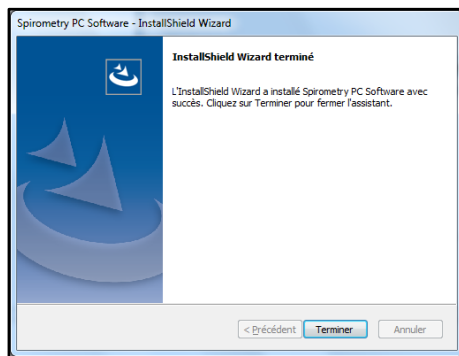 Spirometry PC Software - InstallShield Wizard
InstallShield Wizard terminé
L'InstallShield Wizard a installé Spirometry PC Software avec
succès. Cliquez sur Terminer pour fermer l'assistant.
< Précédent Terminer Annuler